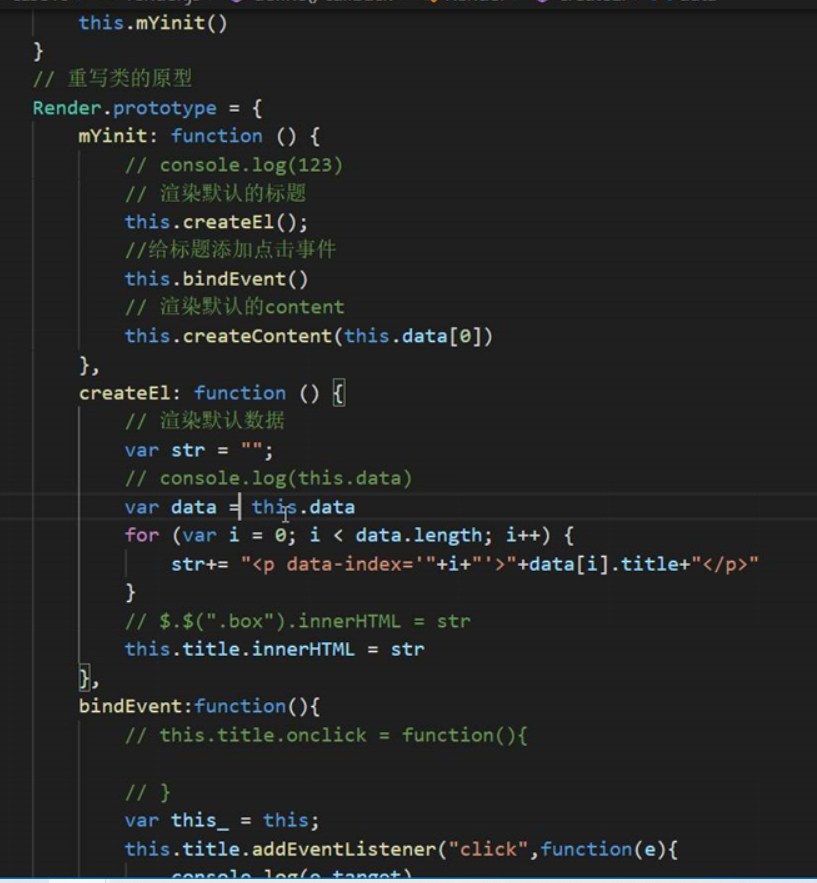 this.mYinit()
}
// 重写类的原型
Render.prototype = {
mYinit: function () {
// console.log(123)
// 渲染默认的标题
this.createEl();
//给标题添加点击事件
this.bindEvent()
// 渲染默认的content
this.createContent(this.data[0])
},
createEl: function () {
// 渲染默认数据
var str = "";
// console.log(this.data)
var data = this.data
for (var i = 0; i < data.length; i++) {
str+= "<p data-index='"+i+"'>"+data[i].title+"</p>"
}
// $.$(".box").innerHTML = str
this.title.innerHTML = str
},
bindEvent:function(){
// this.title.onclick = function(){
// }
var this_ = this;
this.title.addEventListener("click",function(e){
console.log(e.target)